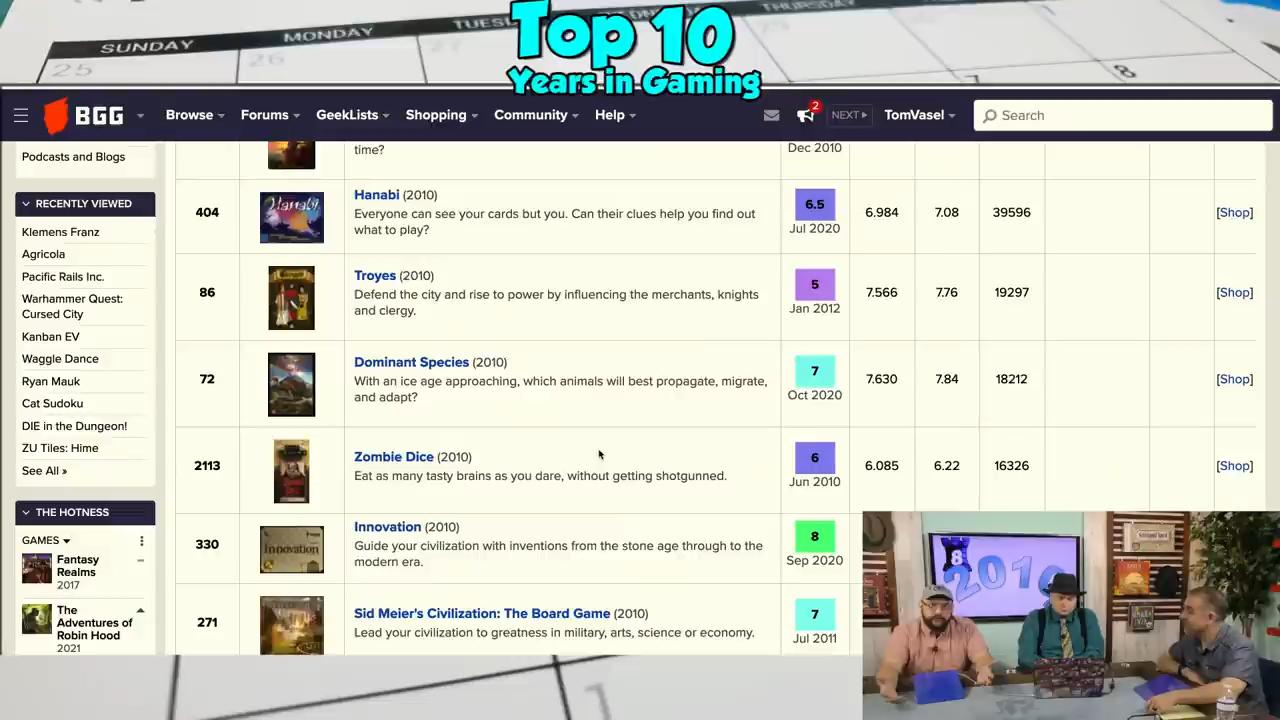 Top 10
Years in Gaming
SUNDAY
MONDAY
THURSDAY
25
26
8
BGG
Browse
Forums
GeekLists
Shopping
Community
Help
2
NEXT
TomVasel
Search
Podcasts and Blogs
RECENTLY VIEWED
Klemens Franz
Agricola
Pacific Rails Inc.
Warhammer Quest:
Cursed City
Kanban EV
Waggle Dance
Ryan Mauk
Cat Sudoku
DIE in the Dungeon!
ZU Tiles: Hime
See All »
THE HOTNESS
GAMES
Fantasy
Realms
2017
The
Adventures of
Robin Hood
2021
time?
Dec 2010
404
Hanabi
Hanabi (2010)
Everyone can see your cards but you. Can their clues help you find out
what to play?
6.5
Jul 2020
6.984
7.08
39596
[Shop]
86
Troyes (2010)
Defend the city and rise to power by influencing the merchants, knights
and clergy.
5
Jan 2012
7.566
7.76
19297
[Shop]
72
Dominant Species (2010)
With an ice age approaching, which animals will best propagate, migrate,
and adapt?
7
Oct 2020
7.630
7.84
18212
[Shop]
2113
Zombie Dice (2010)
Eat as many tasty brains as you dare, without getting shotgunned.
6
Jun 2010
6.085
6.22
16326
[Shop]
330
Innovation
Innovation (2010)
Guide your civilization with inventions from the stone age through to the
modern era.
8
Sep 2020
271
Sid Meier's Civilization: The Board Game (2010)
Lead your civilization to greatness in military, arts, science or economy.
7
Jul 2011
8
2010